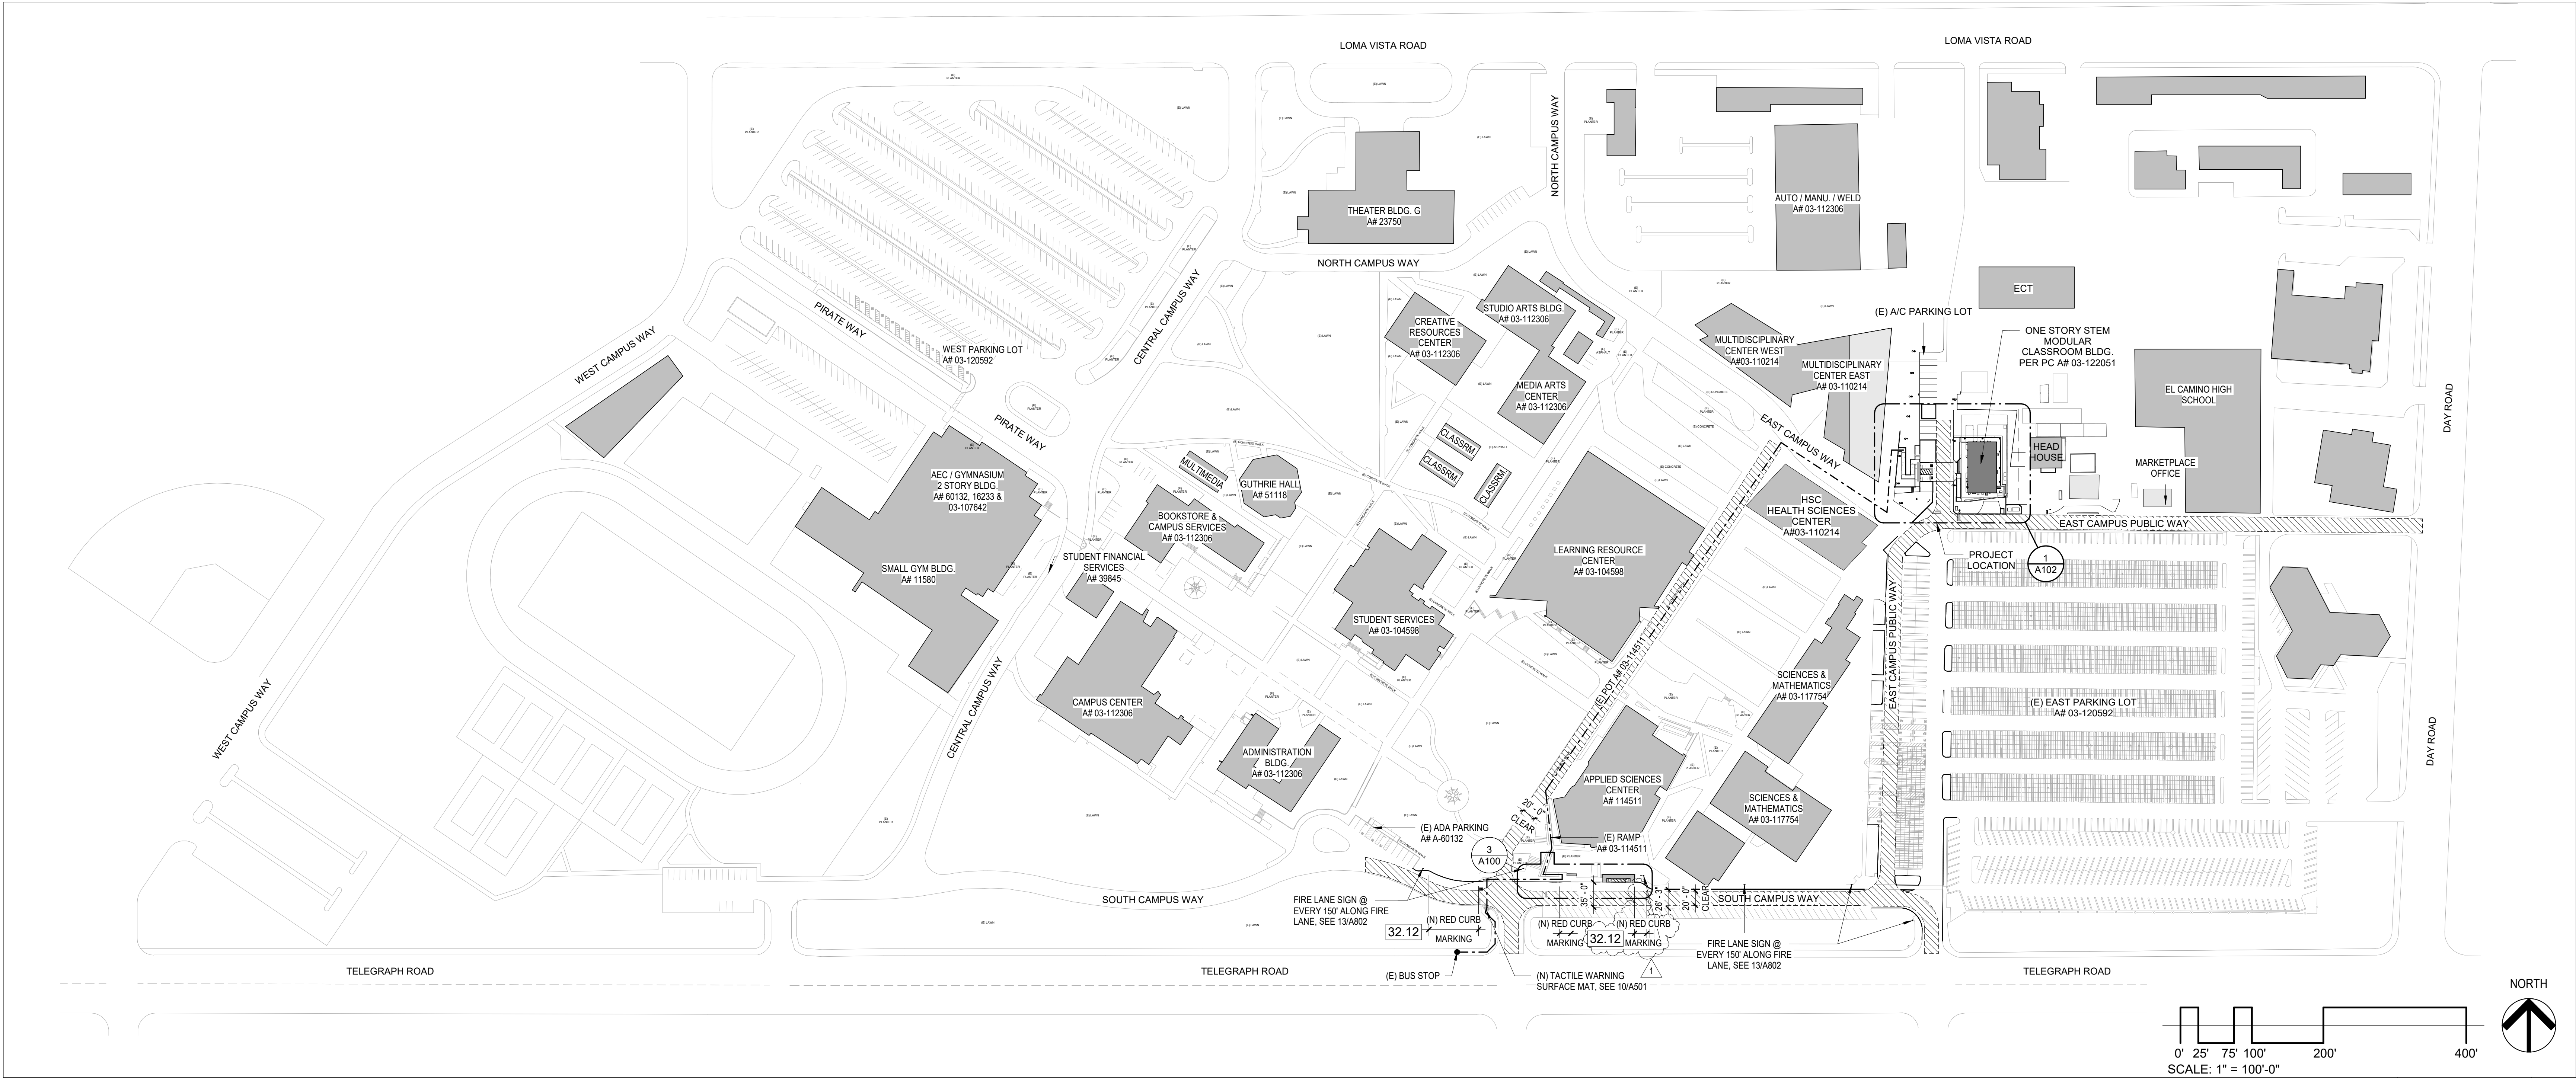 LOMA VISTA ROAD
LOMA VISTA ROAD
NORTH CAMPUS WAY
THEATER BLDG. G
A# 23750
AUTO / MANU. / WELD
A# 03-112306
NORTH CAMPUS WAY
CENTRAL CAMPUS WAY
PIRATE WAY
WEST PARKING LOT
A# 03-120592
WEST CAMPUS WAY
PIRATE WAY
STUDIO ARTS BLDG.
A# 03-112306
CREATIVE
RESOURCES
CENTER
A# 03-112306
MEDIA ARTS
CENTER
A# 03-112306
CLASSRM.
CLASSRM.
CLASSRM.
MULTIDISCIPLINARY
CENTER WEST
A#03-110214
MULTIDISCIPLINARY
CENTER EAST
A# 03-110214
ECT
(E) A/C PARKING LOT
ONE STORY STEM
MODULAR
CLASSROOM BLDG.
PER PC A# 03-122051
EL CAMINO HIGH
SCHOOL
DAY ROAD
HEAD
HOUSE
MARKETPLACE
OFFICE
EAST CAMPUS WAY
EAST CAMPUS PUBLIC WAY
PROJECT
LOCATION
1
A102
AEC / GYMNASIUM
2 STORY BLDG.
A# 60132, 16233 &
03-107642
SMALL GYM BLDG.
A# 11580
MULTIMEDIA
GUTHRIE HALL
A# 51118
BOOKSTORE &
CAMPUS SERVICES
A# 03-112306
STUDENT FINANCIAL
SERVICES
A# 39845
HSC
HEALTH SCIENCES
CENTER
A#03-110214
LEARNING RESOURCE
CENTER
A# 03-104598
STUDENT SERVICES
A# 03-104598
(E) POT A# 03-114511
EAST CAMPUS PUBLIC WAY
SCIENCES &
MATHEMATICS
A# 03-117754
(E) EAST PARKING LOT
A# 03-120592
DAY ROAD
WEST CAMPUS WAY
CENTRAL CAMPUS WAY
CAMPUS CENTER
A# 03-112306
ADMINISTRATION
BLDG.
A# 03-112306
APPLIED SCIENCES
CENTER
A# 114511
SCIENCES &
MATHEMATICS
A# 03-117754
20' - 0"
CLEAR
(E) ADA PARKING
A# A-60132
(E) RAMP
A# 03-114511
3
A100
SOUTH CAMPUS WAY
FIRE LANE SIGN @
EVERY 150' ALONG FIRE
LANE, SEE 13/A802
32.12
(N) RED CURB
MARKING
35' - 0"
26' - 3"
20' - 0"
CLEAR
SOUTH CAMPUS WAY
(N) RED CURB
MARKING
32.12
(N) RED CURB
MARKING
1
FIRE LANE SIGN @
EVERY 150' ALONG FIRE
LANE, SEE 13/A802
(E) BUS STOP
(N) TACTILE WARNING
SURFACE MAT, SEE 10/A501
TELEGRAPH ROAD
TELEGRAPH ROAD
TELEGRAPH ROAD
NORTH
0' 25' 75' 100' 200' 400'
SCALE: 1" = 100'-0"